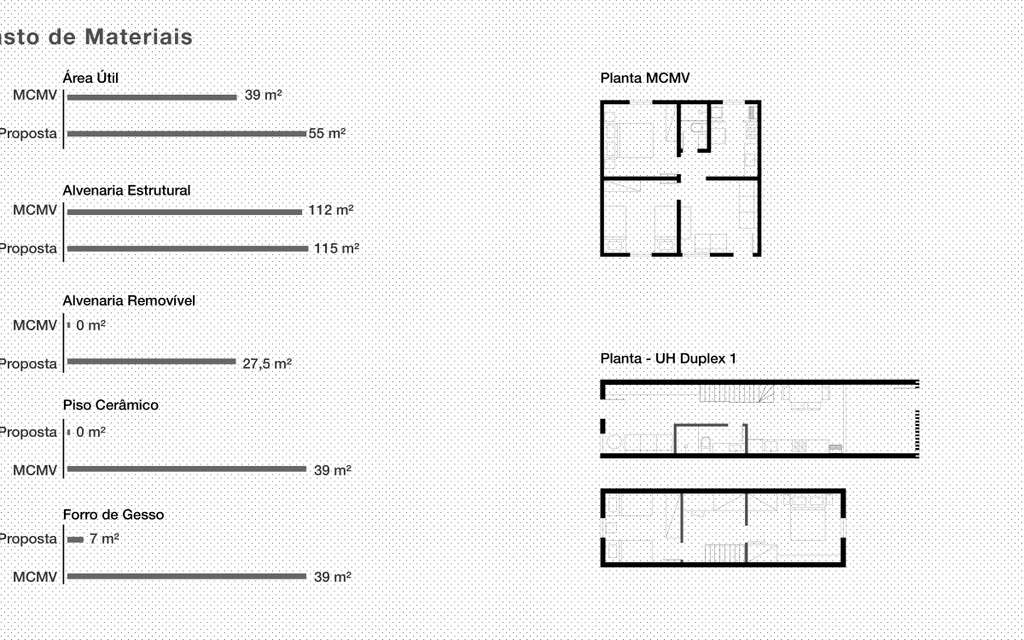 de Materiais
Área Útil
MCMV 39 m²
Proposta 55 m²
Alvenaria Estrutural
MCMV 112 m²
Proposta 115 m²
Alvenaria Removível
MCMV 0 m²
Proposta 27,5 m²
Piso Cerâmico
Proposta 0 m²
MCMV 39 m²
Forro de Gesso
Proposta 7 m²
MCMV 39 m²
Planta MCMV
Planta - UH Duplex 1